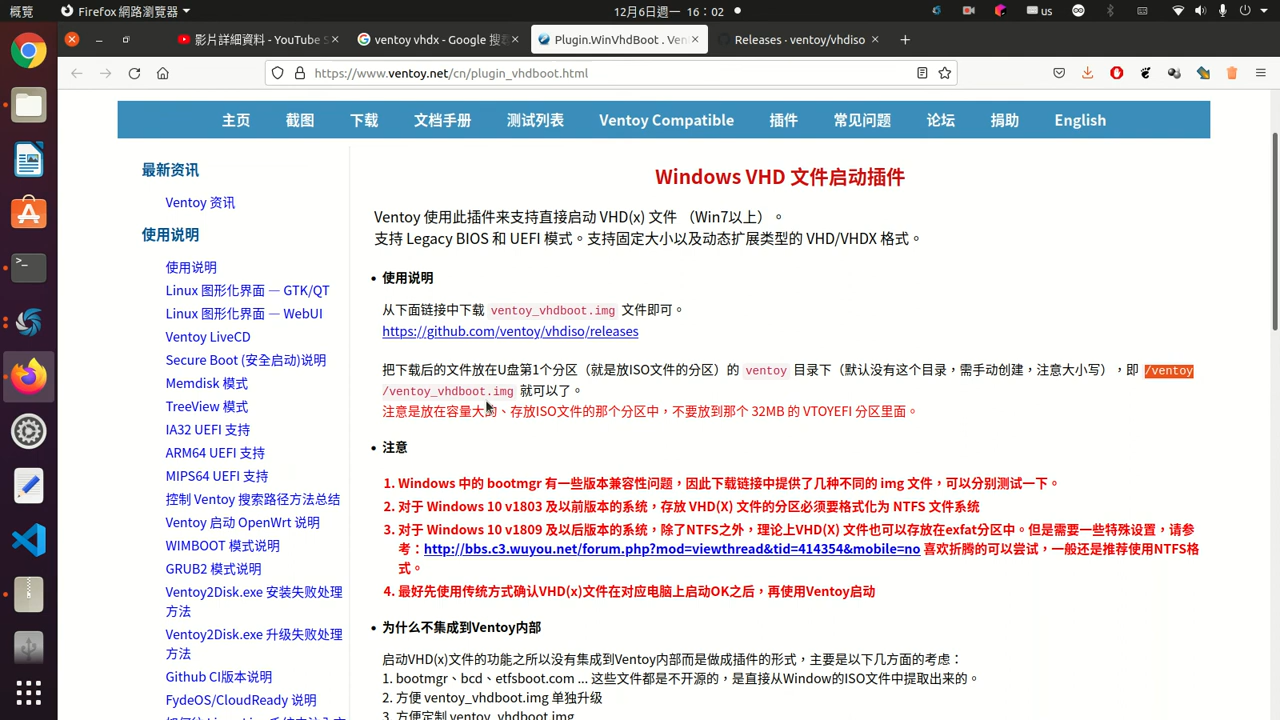 概覽
Firefox 網路瀏覽器
12月6日週一 16：02
us
影片詳細資料 - YouTube S
ventoy vhdx - Google 搜尋
Plugin.WinVhdBoot . Ven
Releases · ventoy/vhdiso
https://www.ventoy.net/cn/plugin_vhdboot.html
主页
截图
下载
文档手册
测试列表
Ventoy Compatible
插件
常见问题
论坛
捐助
English
最新资讯
Ventoy 资讯
使用说明
使用说明
Linux 图形化界面 — GTK/QT
Linux 图形化界面 — WebUI
Ventoy LiveCD
Secure Boot (安全启动)说明
Memdisk 模式
TreeView 模式
IA32 UEFI 支持
ARM64 UEFI 支持
MIPS64 UEFI 支持
控制 Ventoy 搜索路径方法总结
Ventoy 启动 OpenWrt 说明
WIMBOOT 模式说明
GRUB2 模式说明
Ventoy2Disk.exe 安装失败处理
方法
Ventoy2Disk.exe 升级失败处理
方法
Github CI版本说明
FydeOS/CloudReady 说明
Windows VHD 文件启动插件
Ventoy 使用此插件来支持直接启动 VHD(x) 文件 （Win7以上）。
支持 Legacy BIOS 和 UEFI 模式。支持固定大小以及动态扩展类型的 VHD/VHDX 格式。
• 使用说明
从下面链接中下载 ventoy_vhdboot.img 文件即可。
https://github.com/ventoy/vhdiso/releases
把下载后的文件放在U盘第1个分区（就是放ISO文件的分区）的 ventoy 目录下（默认没有这个目录，需手动创建，注意大小写），即 /ventoy
/ventoy_vhdboot.img 就可以了。
注意是放在容量大的、存放ISO文件的那个分区中，不要放到那个 32MB 的 VTOYEFI 分区里面。
• 注意
1. Windows 中的 bootmgr 有一些版本兼容性问题，因此下载链接中提供了几种不同的 img 文件，可以分别测试一下。
2. 对于 Windows 10 v1803 及以前版本的系统，存放 VHD(X) 文件的分区必须要格式化为 NTFS 文件系统
3. 对于 Windows 10 v1809 及以后版本的系统，除了NTFS之外，理论上VHD(X) 文件也可以存放在exfat分区中。但是需要一些特殊设置，请参
考：http://bbs.c3.wuyou.net/forum.php?mod=viewthread&tid=414354&mobile=no 喜欢折腾的可以尝试，一般还是推荐使用NTFS格
式。
4. 最好先使用传统方式确认VHD(x)文件在对应电脑上启动OK之后，再使用Ventoy启动
• 为什么不集成到Ventoy内部
启动VHD(x)文件的功能之所以没有集成到Ventoy内部而是做成插件的形式，主要是以下几方面的考虑：
1. bootmgr、bcd、etfsboot.com ... 这些文件都是不开源的，是直接从Window的ISO文件中提取出来的。
2. 方便 ventoy_vhdboot.img 单独升级
3. 方便定制 ventoy_vhdboot.img